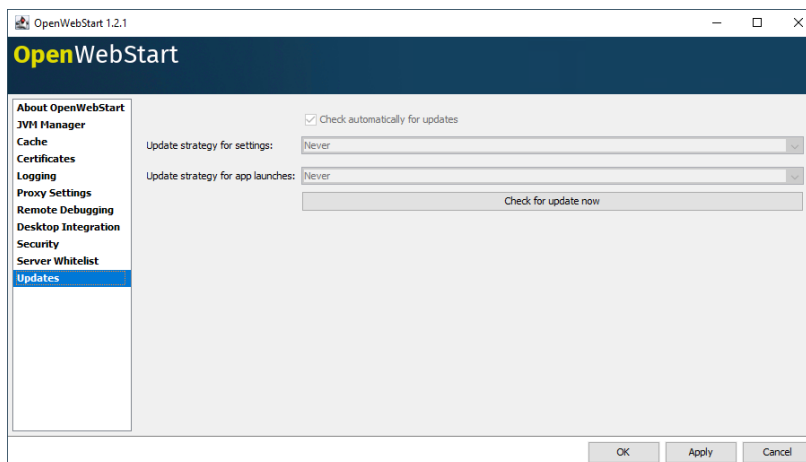 OpenWebStart 1.2.1
OpenWebStart
About OpenWebStart
JVM Manager
Cache
Certificates
Logging
Proxy Settings
Remote Debugging
Desktop Integration
Security
Server Whitelist
Updates
Check automatically for updates
Update strategy for settings: Never
Update strategy for app launches: Never
Check for update now
OK Apply Cancel